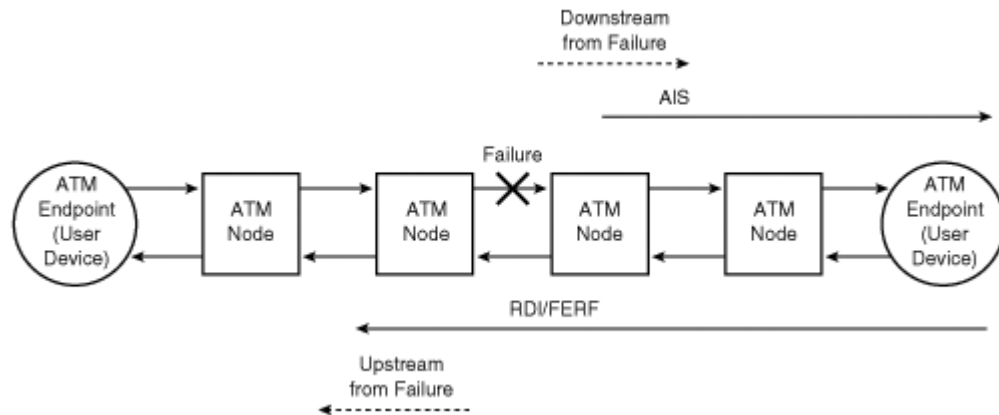 Downstream
from Failure
AIS
Failure
ATM
Endpoint
(User
Device)
ATM
Node
ATM
Node
ATM
Node
ATM
Node
ATM
Endpoint
(User
Device)
RDI/FERF
Upstream
from Failure